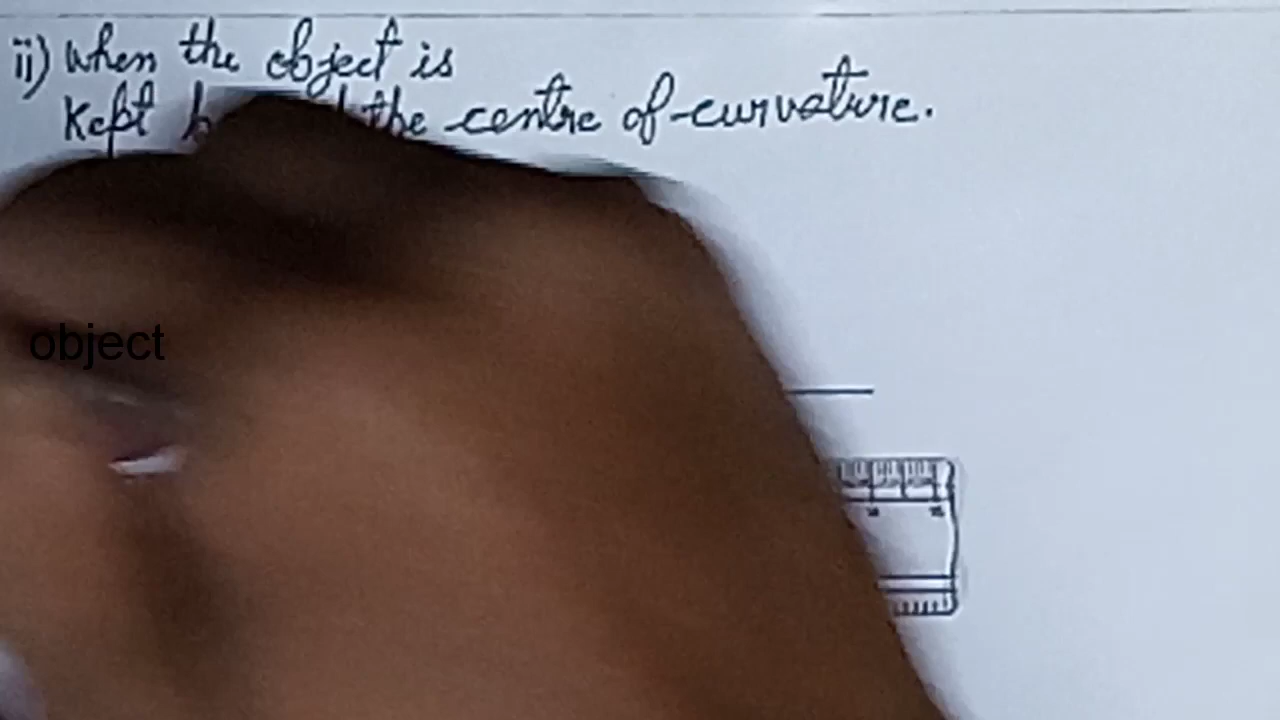 ii) When the object is
Kept the centre of curvature.
object